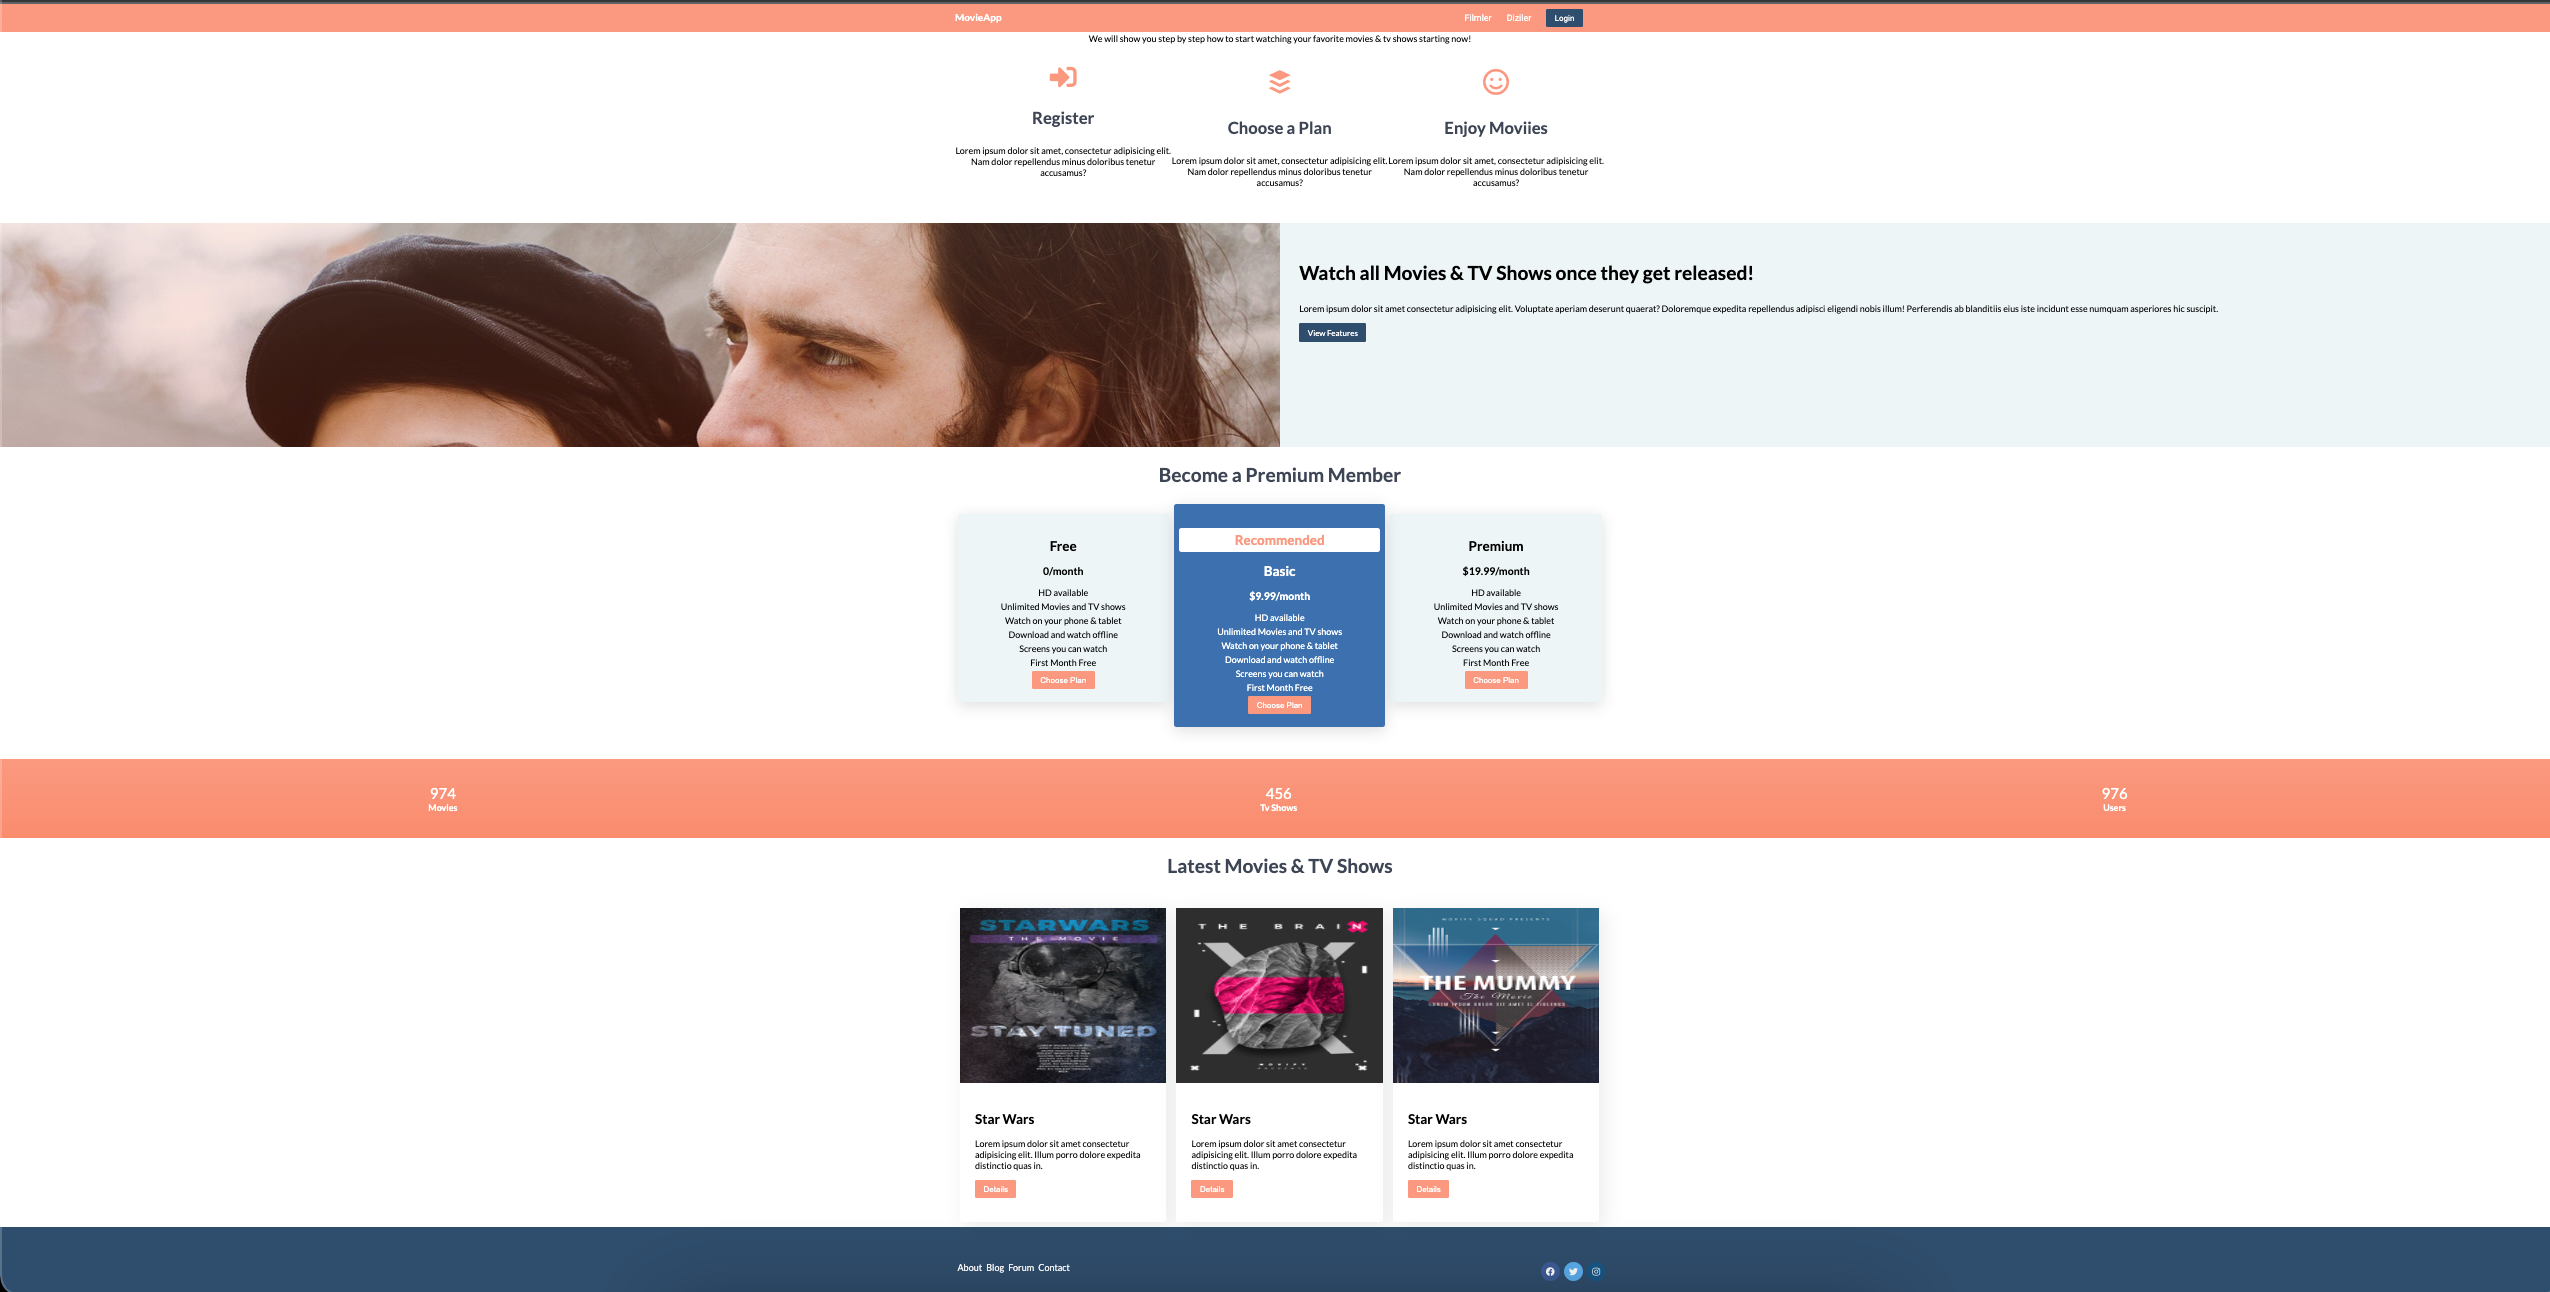 MovieApp
Filmler Diziler Login
We will show you step by step how to start watching your favorite movies & tv shows starting now!
Register
Lorem ipsum dolor sit amet, consectetur adipisicing elit.
Nam dolor repellendus minus doloribus tenetur
accusamus?
Choose a Plan
Lorem ipsum dolor sit amet, consectetur adipisicing elit.
Nam dolor repellendus minus doloribus tenetur
accusamus?
Enjoy Moviies
Lorem ipsum dolor sit amet, consectetur adipisicing elit.
Nam dolor repellendus minus doloribus tenetur
accusamus?
Watch all Movies & TV Shows once they get released!
Lorem ipsum dolor sit amet consectetur adipisicing elit. Voluptate aperiam deserunt quaerat? Doloremque expedita repellendus adipisci eligendi nobis illum! Perferendis ab blanditiis eius iste incidunt esse numquam asperiores hic suscipit.
View Features
Become a Premium Member
Free
0/month
HD available
Unlimited Movies and TV shows
Watch on your phone & tablet
Download and watch offline
Screens you can watch
First Month Free
Choose Plan
Recommended
Basic
$9.99/month
HD available
Unlimited Movies and TV shows
Watch on your phone & tablet
Download and watch offline
Screens you can watch
First Month Free
Choose Plan
Premium
$19.99/month
HD available
Unlimited Movies and TV shows
Watch on your phone & tablet
Download and watch offline
Screens you can watch
First Month Free
Choose Plan
974
Movies
456
Tv Shows
976
Users
Latest Movies & TV Shows
STARWARS
THE MOVIE
STAY TUNED
Star Wars
Lorem ipsum dolor sit amet consectetur
adipisicing elit. Illum porro dolore expedita
distinctio quas in.
Details
THE BRAIN
Star Wars
Lorem ipsum dolor sit amet consectetur
adipisicing elit. Illum porro dolore expedita
distinctio quas in.
Details
THE MUMMY
The Movie
Star Wars
Lorem ipsum dolor sit amet consectetur
adipisicing elit. Illum porro dolore expedita
distinctio quas in.
Details
About Blog Forum Contact